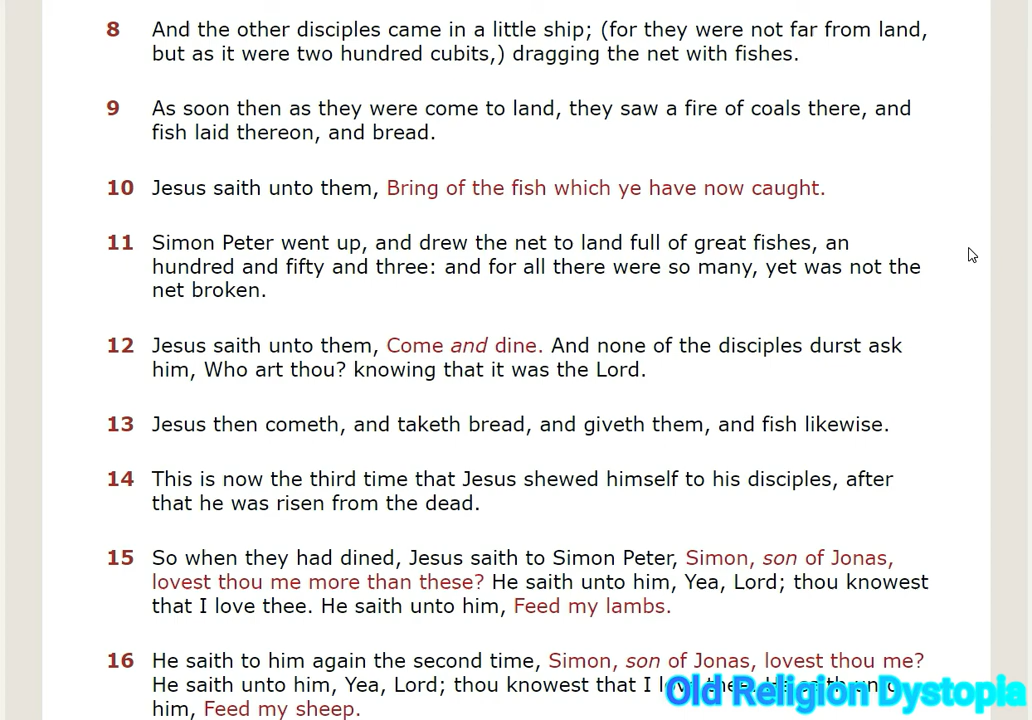 8 And the other disciples came in a little ship; (for they were not far from land,
but as it were two hundred cubits,) dragging the net with fishes.
9 As soon then as they were come to land, they saw a fire of coals there, and
fish laid thereon, and bread.
10 Jesus saith unto them, Bring of the fish which ye have now caught.
11 Simon Peter went up, and drew the net to land full of great fishes, an
hundred and fifty and three: and for all there were so many, yet was not the
net broken.
12 Jesus saith unto them, Come and dine. And none of the disciples durst ask
him, Who art thou? knowing that it was the Lord.
13 Jesus then cometh, and taketh bread, and giveth them, and fish likewise.
14 This is now the third time that Jesus shewed himself to his disciples, after
that he was risen from the dead.
15 So when they had dined, Jesus saith to Simon Peter, Simon, son of Jonas,
lovest thou me more than these? He saith unto him, Yea, Lord; thou knowest
that I love thee. He saith unto him, Feed my lambs.
16 He saith to him again the second time, Simon, son of Jonas, lovest thou me?
He saith unto him, Yea, Lord; thou knowest that I
him, Feed my sheep.
Old Religion Dystopia